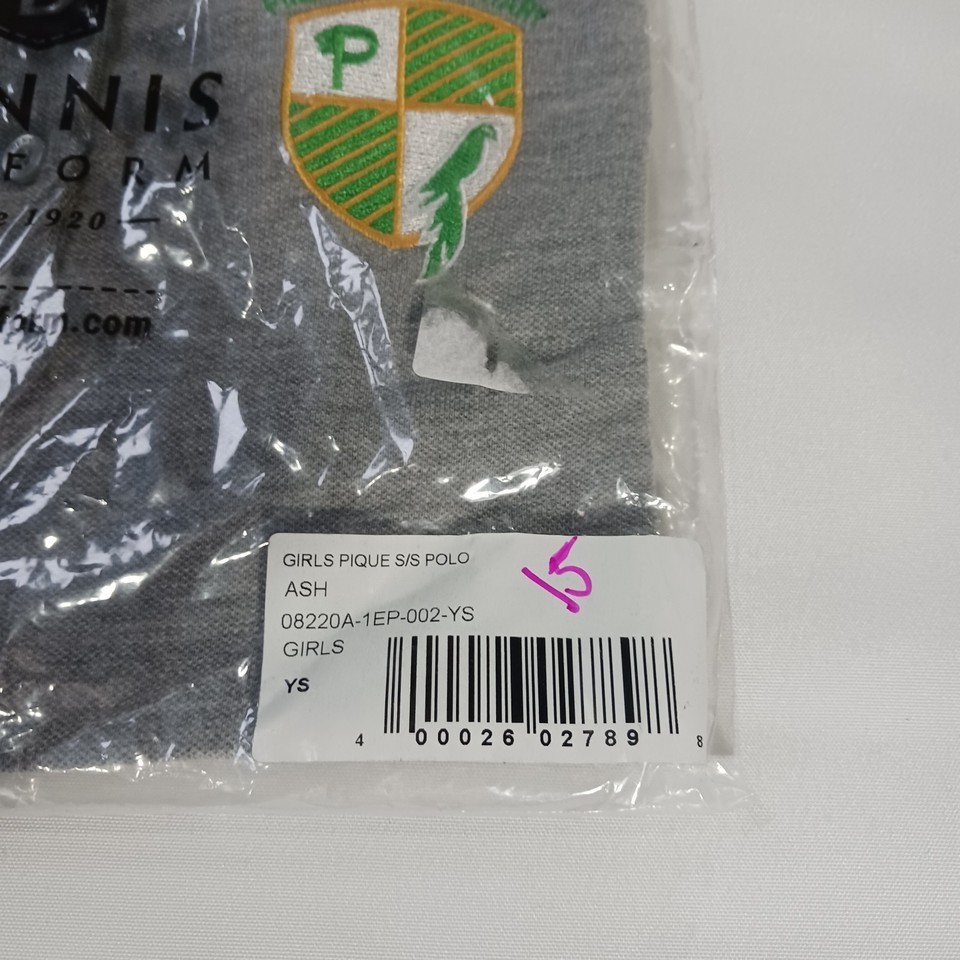 NNIS
FORM
1920
form.com
P
GIRLS PIQUE S/S POLO
ASH
08220A-1EP-002-YS
GIRLS
YS
15
4 00026 02789 8